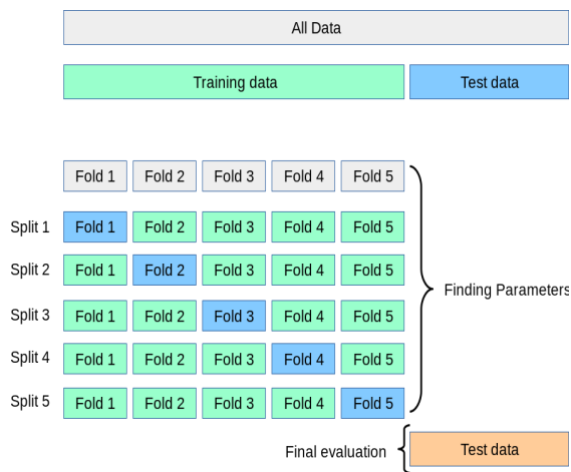 All Data
Training data Test data
Fold 1 Fold 2 Fold 3 Fold 4 Fold 5
Split 1 Fold 1 Fold 2 Fold 3 Fold 4 Fold 5
Split 2 Fold 1 Fold 2 Fold 3 Fold 4 Fold 5
Finding Parameters
Split 3 Fold 1 Fold 2 Fold 3 Fold 4 Fold 5
Split 4 Fold 1 Fold 2 Fold 3 Fold 4 Fold 5
Split 5 Fold 1 Fold 2 Fold 3 Fold 4 Fold 5
Final evaluation Test data